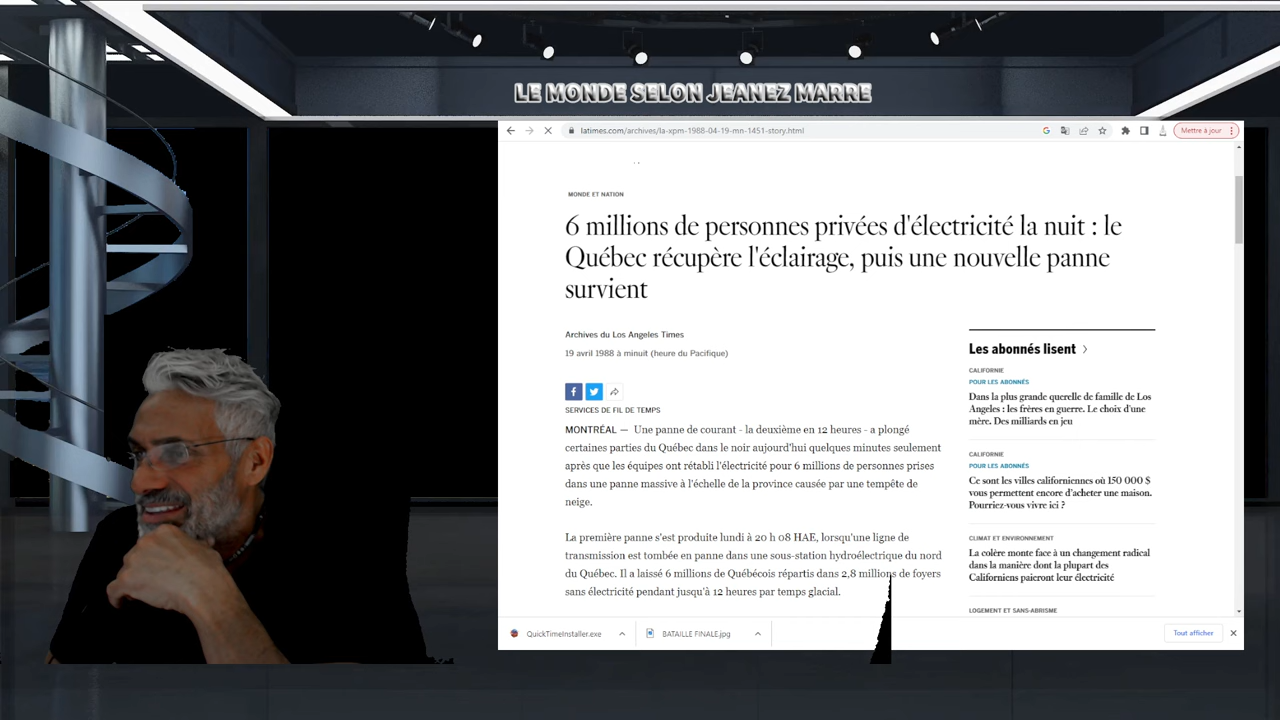 LE MONDE SELON JEANEZ MARRE
latimes.com/archives/la-xpm-1988-04-19-mn-1451-story.html
Mettre à jour
MONDE ET NATION
6 millions de personnes privées d'électricité la nuit : le
Québec récupère l'éclairage, puis une nouvelle panne
survient
Archives du Los Angeles Times
19 avril 1988 à minuit (heure du Pacifique)
SERVICES DE FIL DE TEMPS
MONTRÉAL — Une panne de courant - la deuxième en 12 heures - a plongé
certaines parties du Québec dans le noir aujourd'hui quelques minutes seulement
après que les équipes ont rétabli l'électricité pour 6 millions de personnes prises
dans une panne massive à l'échelle de la province causée par une tempête de
neige.
La première panne s'est produite lundi à 20 h 08 HAE, lorsqu'une ligne de
transmission est tombée en panne dans une sous-station hydroélectrique du nord
du Québec. Il a laissé 6 millions de Québécois répartis dans 2,8 millions de foyers
sans électricité pendant jusqu'à 12 heures par temps glacial.
Les abonnés lisent
CALIFORNIE
POUR LES ABONNÉS
Dans la plus grande querelle de famille de Los
Angeles : les frères en guerre. Le choix d'une
mère. Des milliards en jeu
CALIFORNIE
POUR LES ABONNÉS
Ce sont les villes californiennes où 150 000 $
vous permettent encore d'acheter une maison.
Pourriez-vous vivre ici ?
CLIMAT ET ENVIRONNEMENT
La colère monte face à un changement radical
dans la manière dont la plupart des
Californiens paieront leur électricité
LOGEMENT ET SANS-ABRISME
QuickTimeInstaller.exe
BATAILLE FINALE.jpg
Tout afficher